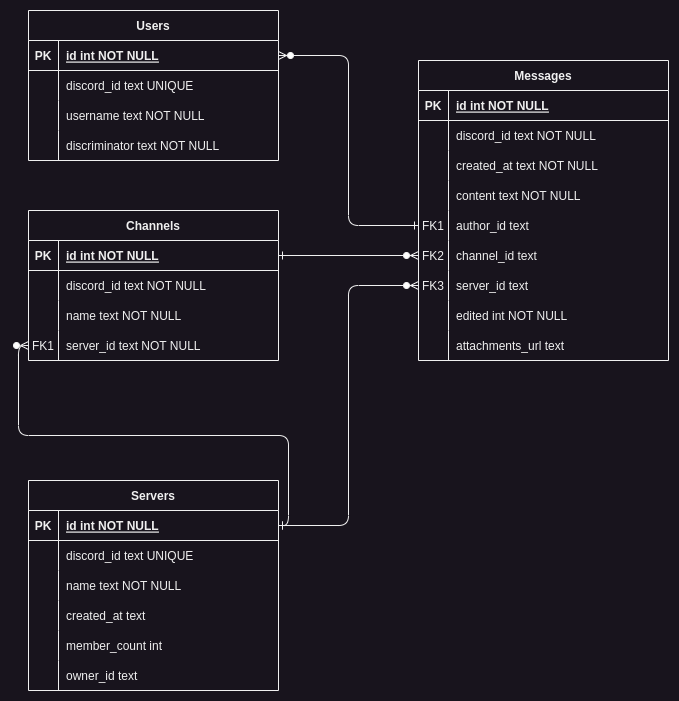 Users
PK id int NOT NULL
discord_id text UNIQUE
username text NOT NULL
discriminator text NOT NULL
Channels
PK id int NOT NULL
discord_id text NOT NULL
name text NOT NULL
FK1 server_id text NOT NULL
Servers
PK id int NOT NULL
discord_id text UNIQUE
name text NOT NULL
created_at text
member_count int
owner_id text
Messages
PK id int NOT NULL
discord_id text NOT NULL
created_at text NOT NULL
content text NOT NULL
FK1 author_id text
FK2 channel_id text
FK3 server_id text
edited int NOT NULL
attachments_url text